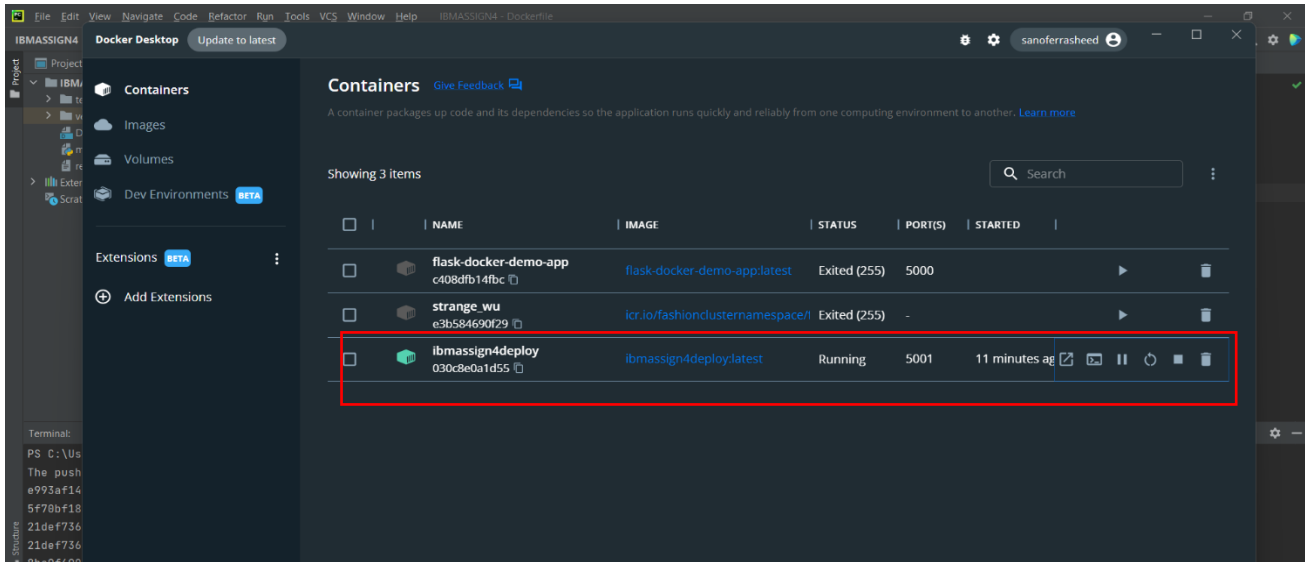 File Edit View Navigate Code Refactor Run Tools VCS Window Help IBMASSIGN4 - Dockerfile
IBMASSIGN4
Docker Desktop Update to latest sanoferrasheed
Project
Project
Containers
Images
Volumes
Dev Environments BETA
Extensions BETA
Add Extensions
Containers Give Feedback
A container packages up code and its dependencies so the application runs quickly and reliably from one computing environment to another. Learn more
Showing 3 items
Search
NAME IMAGE STATUS PORT(S) STARTED
flask-docker-demo-app flask-docker-demo-app:latest Exited (255) 5000
c408dfb14fbc
strange_wu icr.io/fashionclusternamespace/ Exited (255) -
e3b584690f29
ibmassign4deploy ibmassign4deploy:latest Running 5001 11 minutes ag
030c8e0a1d55
Terminal:
PS C:\Us
The push
e993af14
5f70bf18
21def736
21def736
Structure